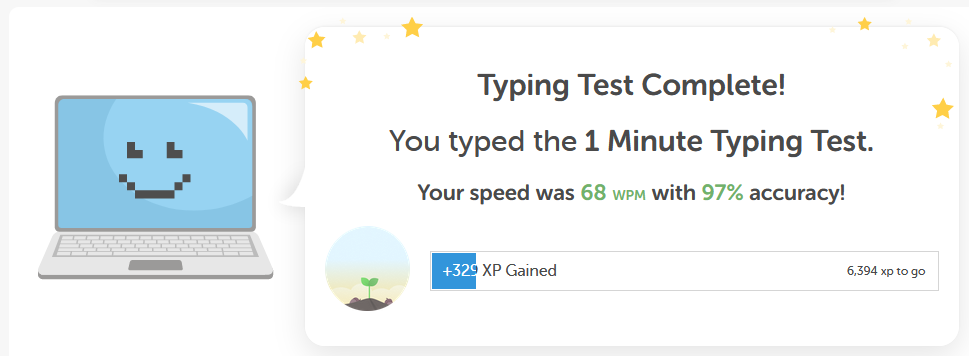 Typing Test Complete!
You typed the 1 Minute Typing Test.
Your speed was 68 WPM with 97% accuracy!
+329 XP Gained 6,394 xp to go